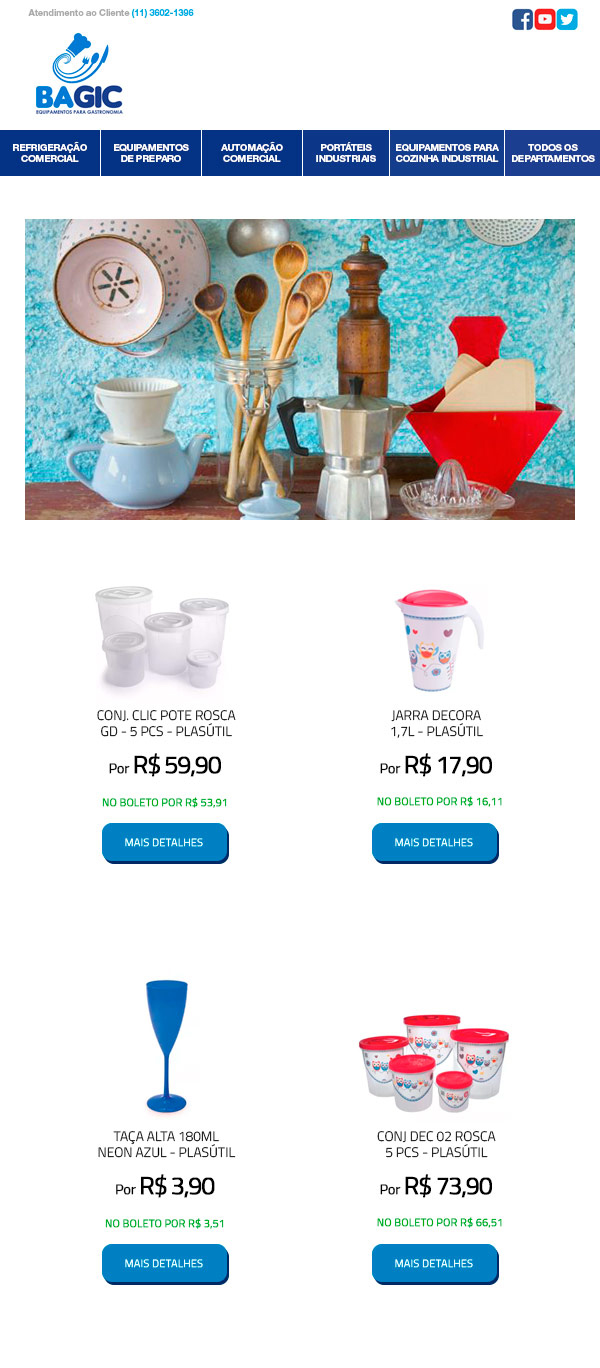 Atendimento ao Cliente (11) 3602-1396
BAGIC
EQUIPAMENTOS PARA GASTRONOMIA
REFRIGERAÇÃO
COMERCIAL
EQUIPAMENTOS
DE PREPARO
AUTOMAÇÃO
COMERCIAL
PORTÁTEIS
INDUSTRIAIS
EQUIPAMENTOS PARA
COZINHA INDUSTRIAL
TODOS OS
DEPARTAMENTOS
CONJ. CLIC POTE ROSCA
GD - 5 PCS - PLASÚTIL
Por R$ 59,90
NO BOLETO POR R$ 53,91
MAIS DETALHES
JARRA DECORA
1,7L - PLASÚTIL
Por R$ 17,90
NO BOLETO POR R$ 16,11
MAIS DETALHES
TAÇA ALTA 180ML
NEON AZUL - PLASÚTIL
Por R$ 3,90
NO BOLETO POR R$ 3,51
MAIS DETALHES
CONJ DEC 02 ROSCA
5 PCS - PLASÚTIL
Por R$ 73,90
NO BOLETO POR R$ 66,51
MAIS DETALHES